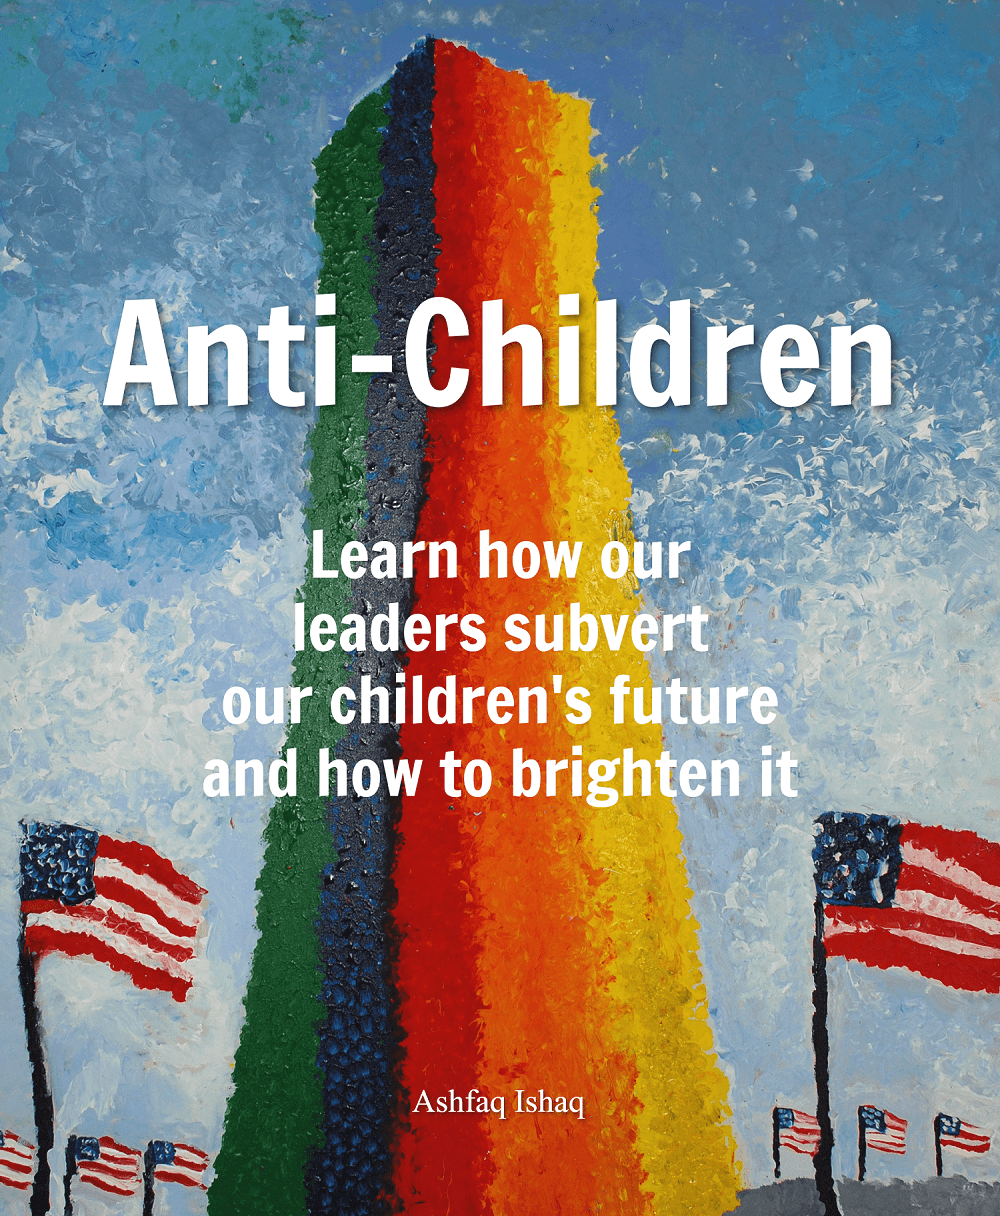 Anti-Children
Learn how our
leaders subvert
our children's future
and how to brighten it
Ashfaq Ishaq